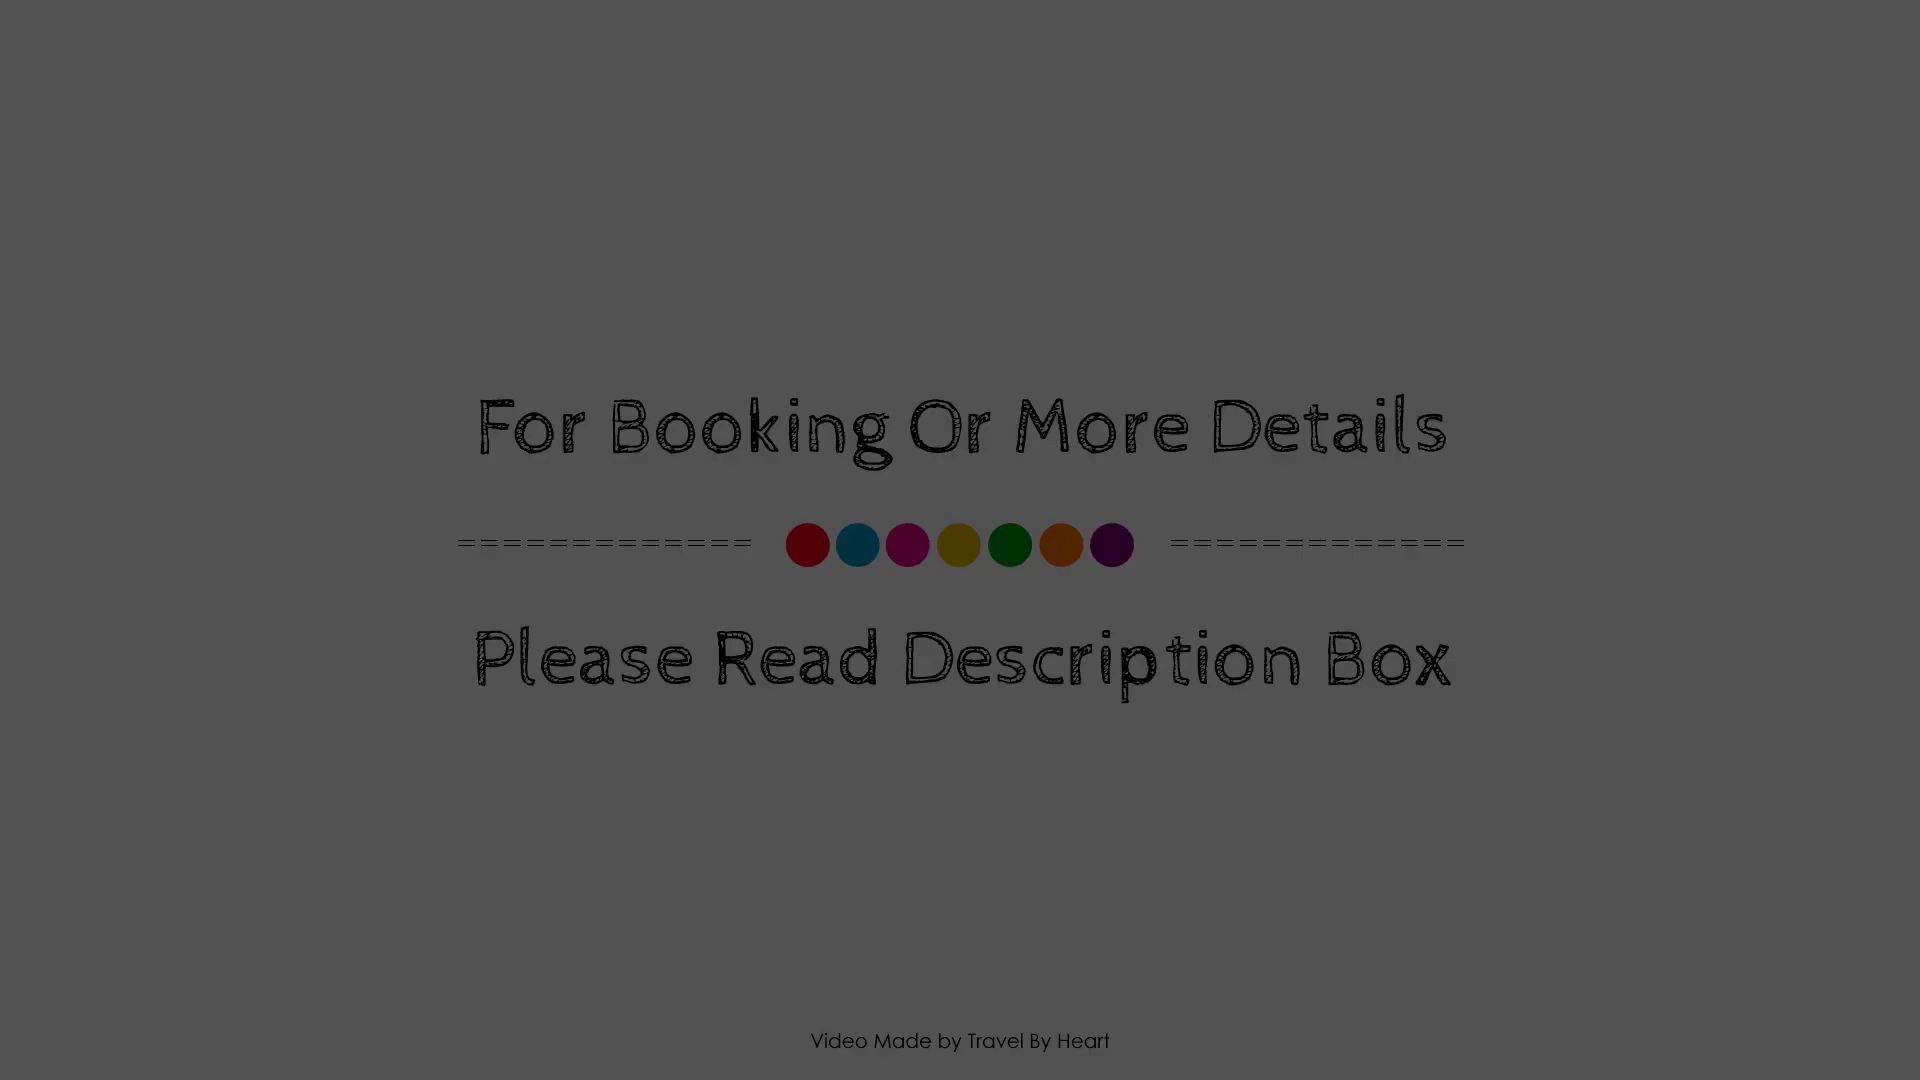 For Booking Or More Details
============= =============
Please Read Description Box
Video Made by Travel By Heart